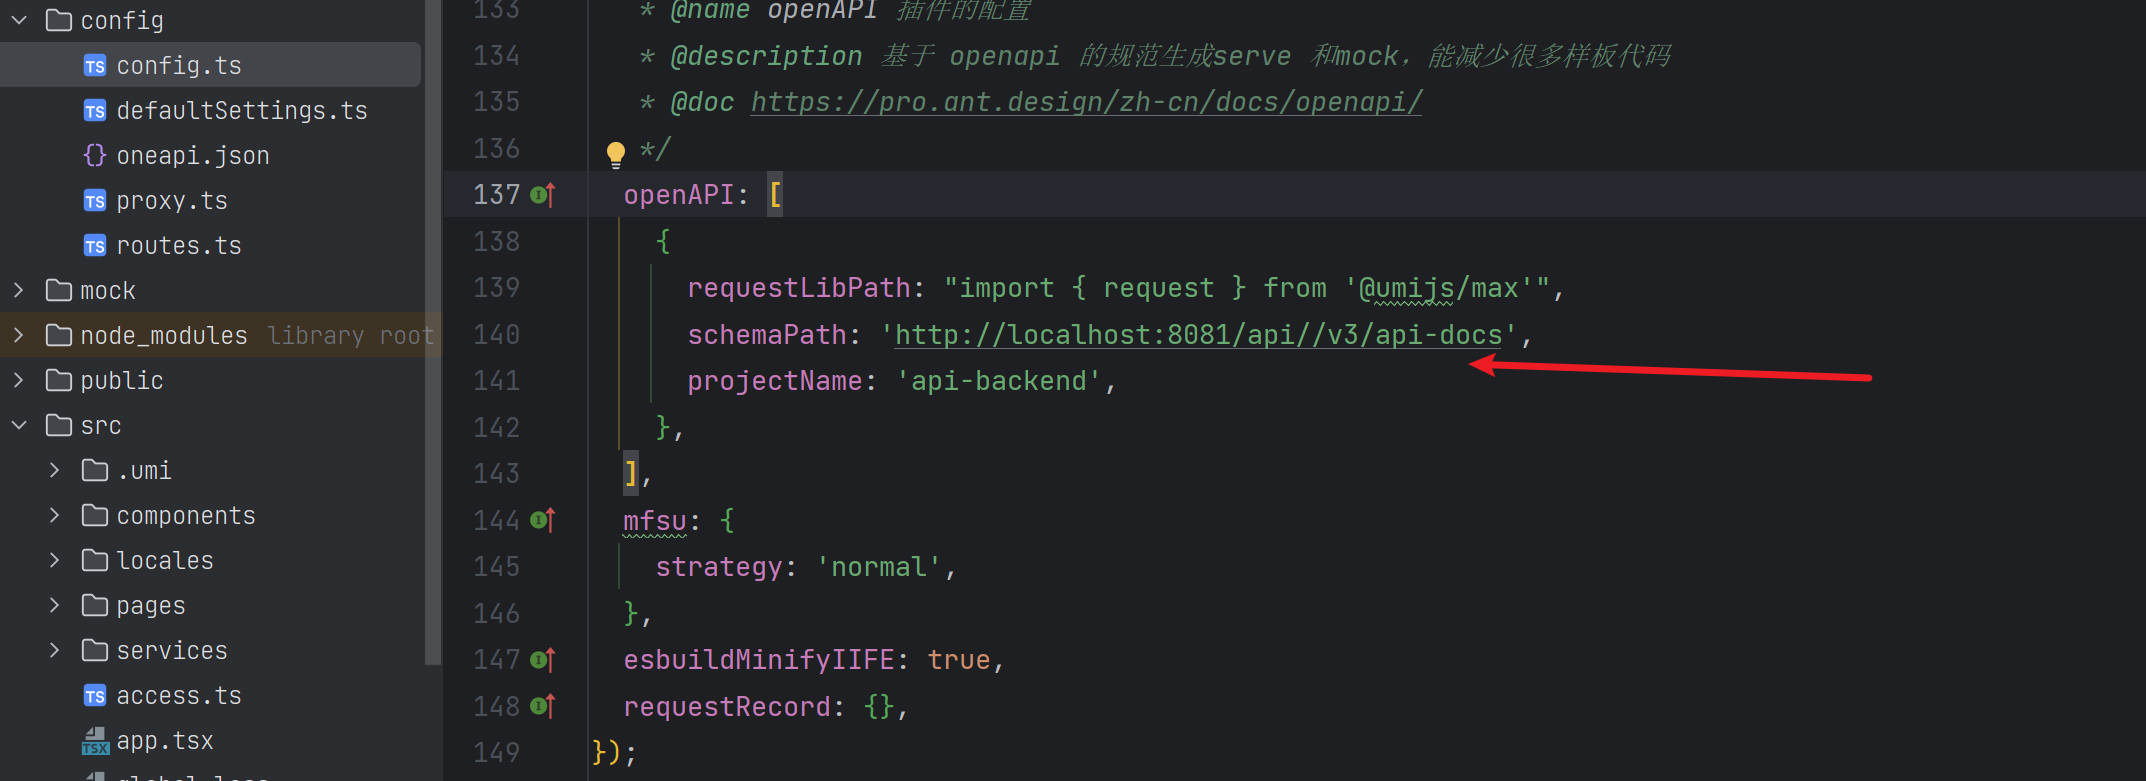 config
config.ts
defaultSettings.ts
oneapi.json
proxy.ts
routes.ts
mock
node_modules library root
public
src
.umi
components
locales
pages
services
access.ts
app.tsx
133 * @name openAPI 插件的配置
134 * @description 基于 openapi 的规范生成serve 和mock，能减少很多样板代码
135 * @doc https://pro.ant.design/zh-cn/docs/openapi/
136 */
137 openAPI: [
138 {
139 requestLibPath: "import { request } from '@umijs/max'",
140 schemaPath: 'http://localhost:8081/api//v3/api-docs',
141 projectName: 'api-backend',
142 },
143 ],
144 mfsu: {
145 strategy: 'normal',
146 },
147 esbuildMinifyIIFE: true,
148 requestRecord: {},
149 });